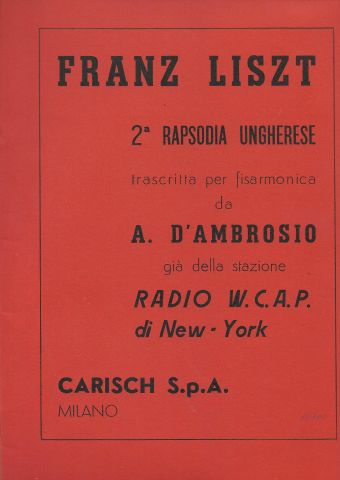 FRANZ LISZT
2ª RAPSODIA UNGHERESE
trascritta per fisarmonica
da
A. D'AMBROSIO
già della stazione
RADIO W.C.A.P.
di New-York
CARISCH S.p.A.
MILANO